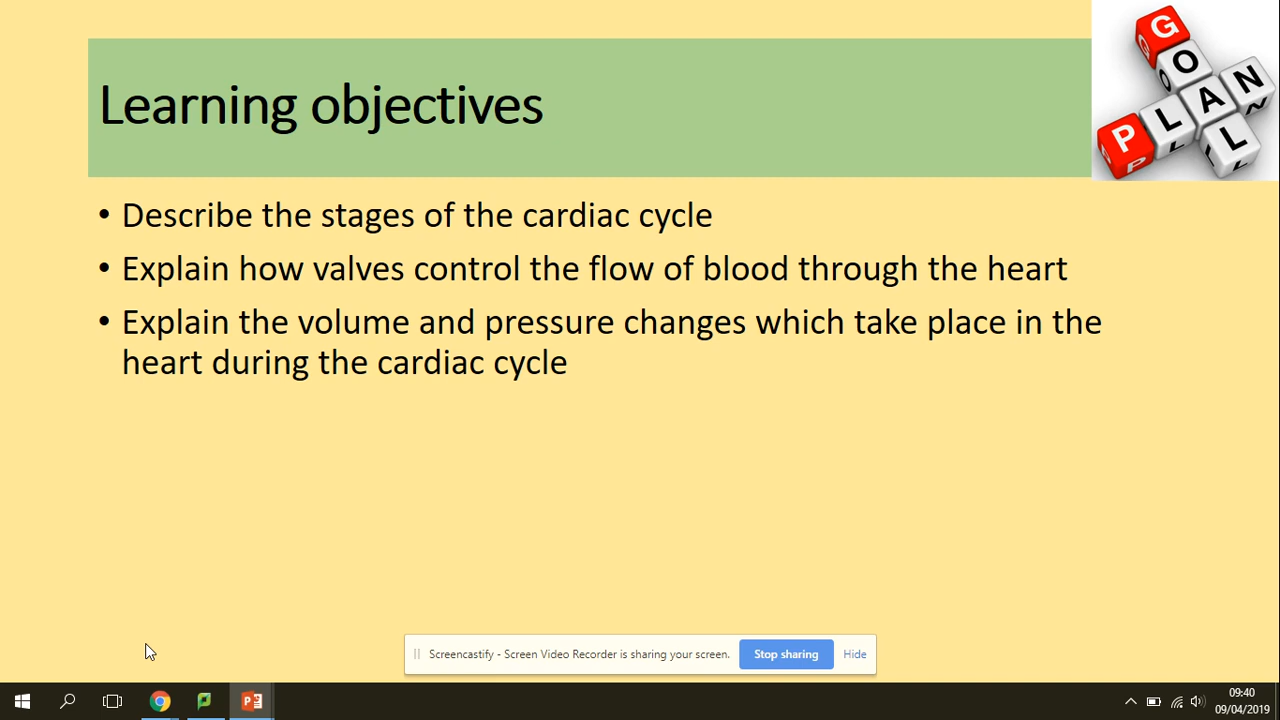 GOAL
PLAN
Learning objectives
• Describe the stages of the cardiac cycle
• Explain how valves control the flow of blood through the heart
• Explain the volume and pressure changes which take place in the
heart during the cardiac cycle
Screencastify - Screen Video Recorder is sharing your screen.
Stop sharing
Hide
09:40
09/04/2019